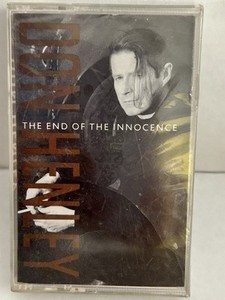 DON HENLEY
THE END OF THE INNOCENCE